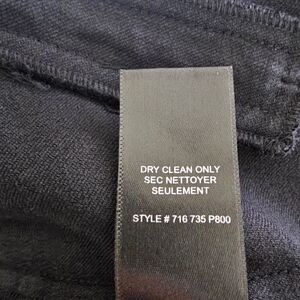 DRY CLEAN ONLY
SEC NETTOYER
SEULEMENT
STYLE # 716 735 P800